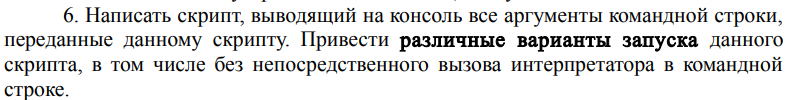 6. Написать скрипт, выводящий на консоль все аргументы командной строки,
переданные данному скрипту. Привести различные варианты запуска данного
скрипта, в том числе без непосредственного вызова интерпретатора в командной
строке.